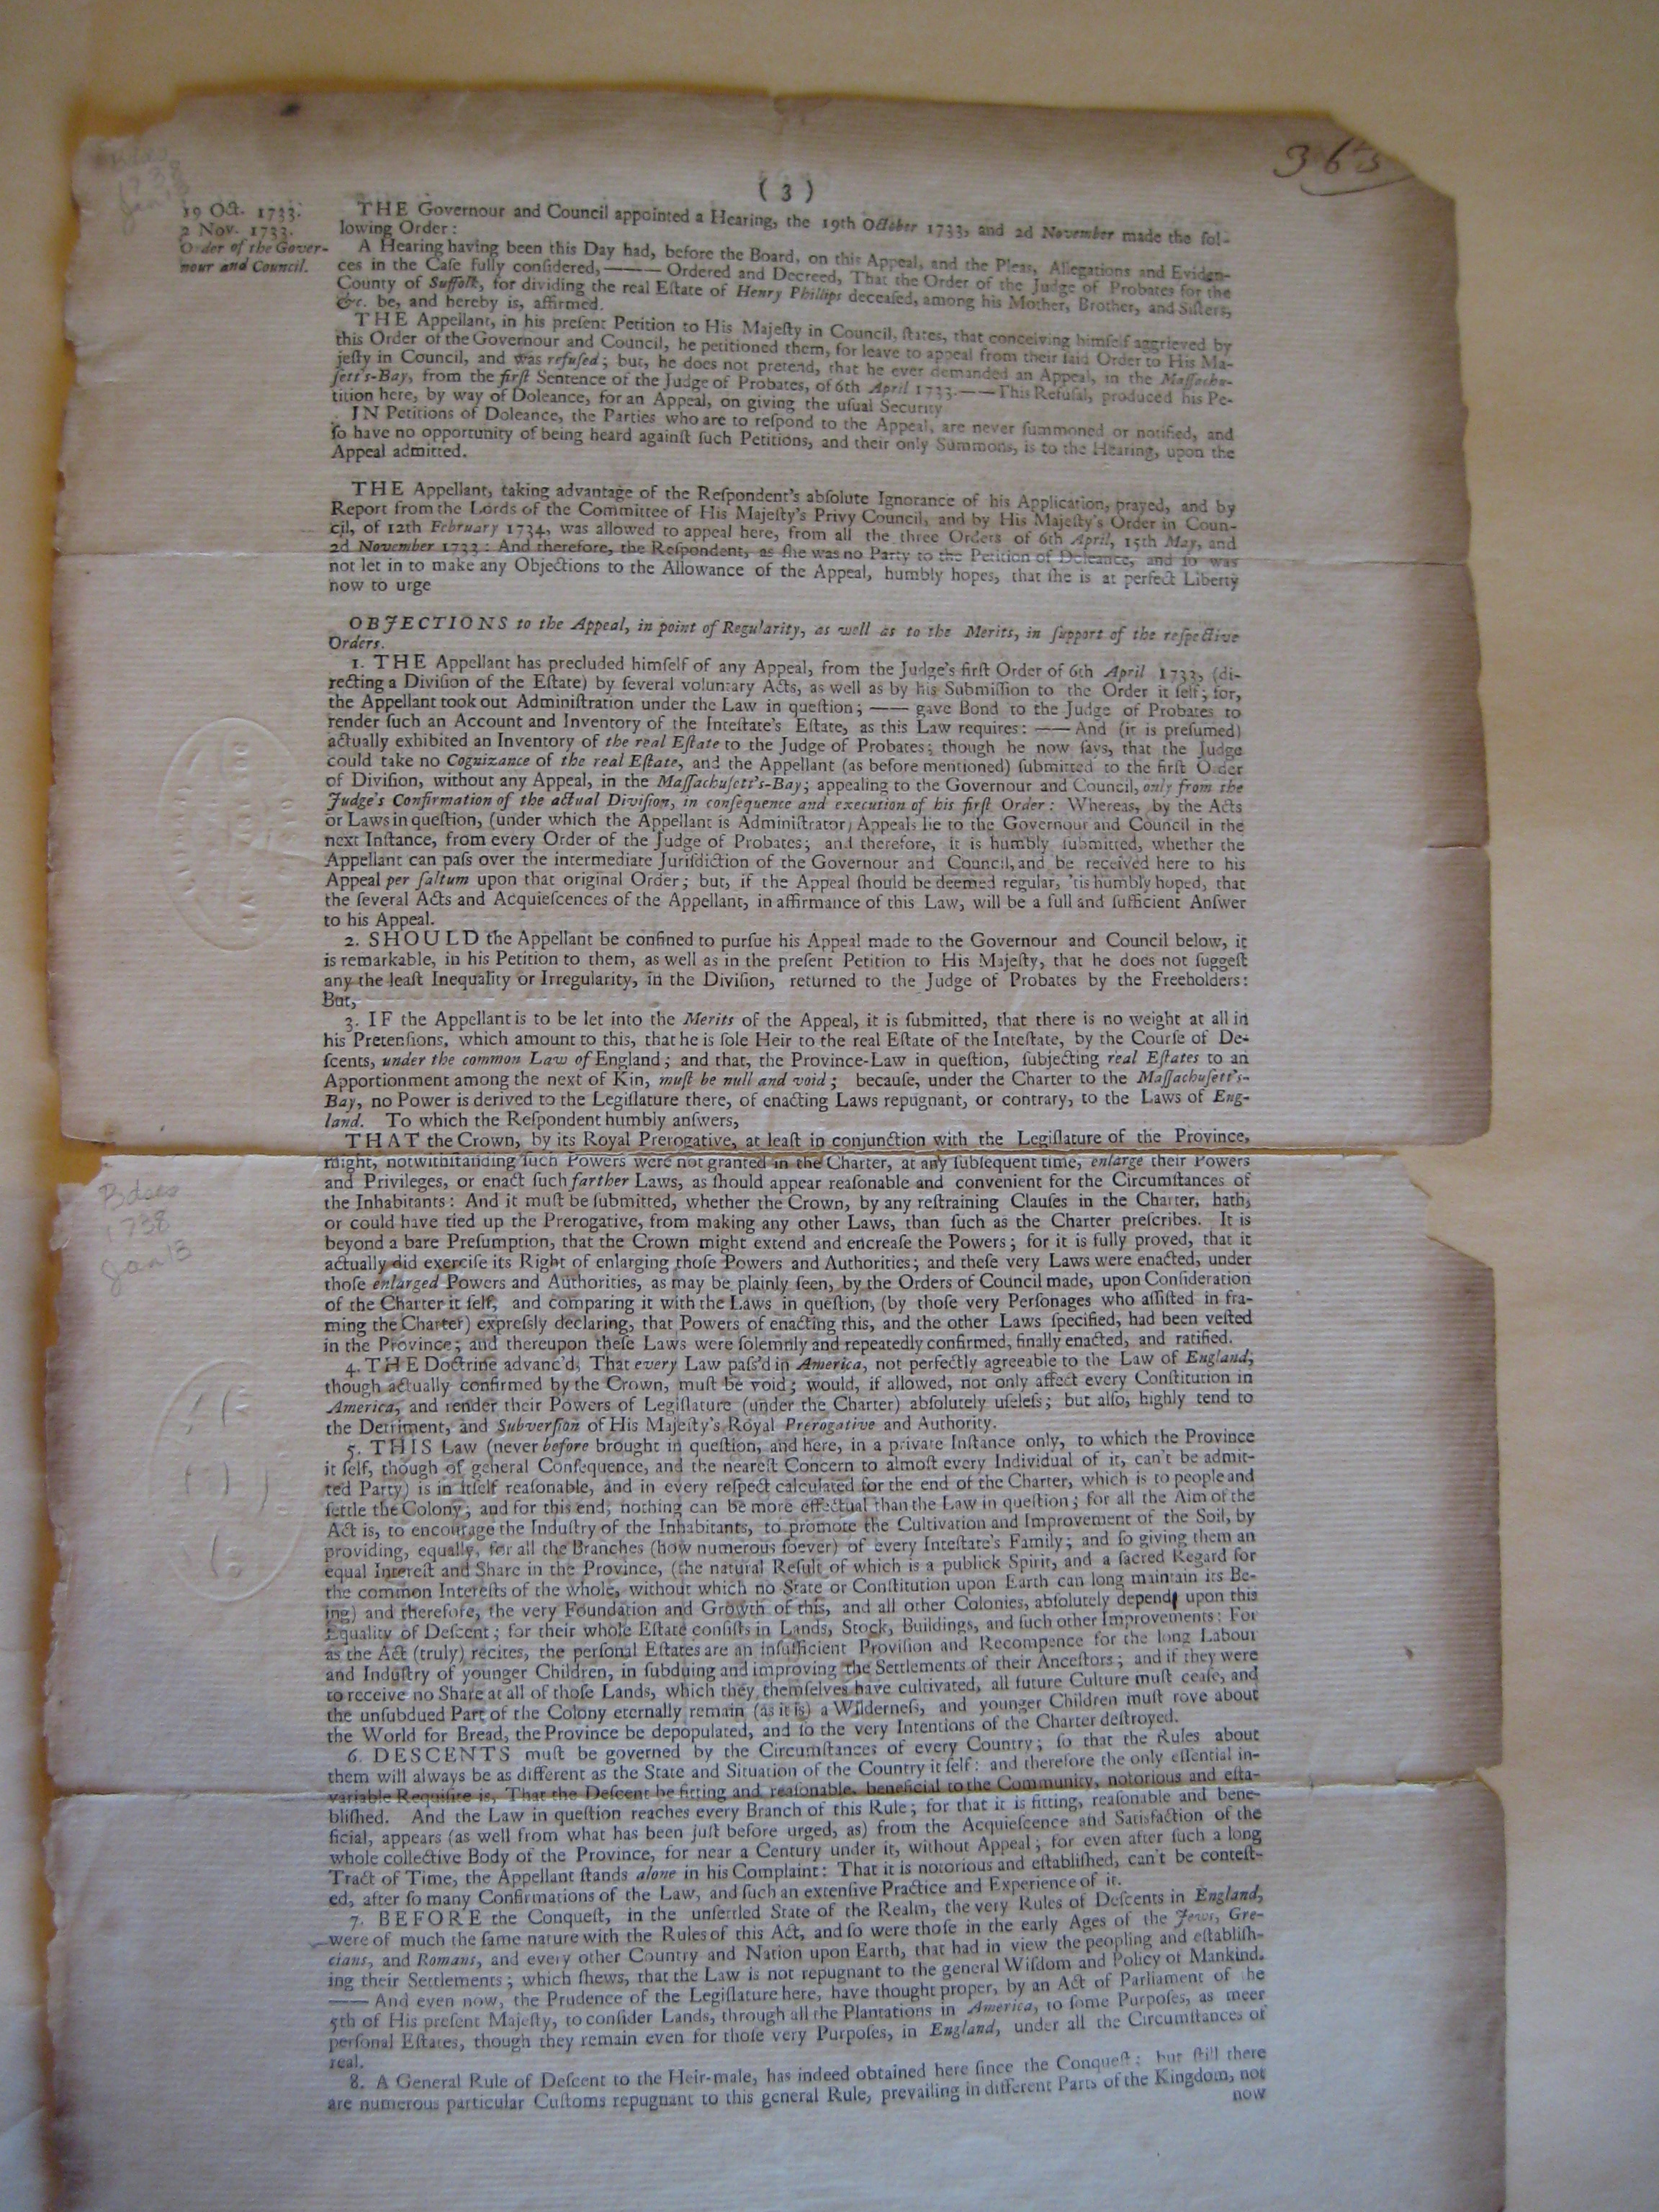 363
( 3 )
19 Oct. 1733.
2 Nov. 1733.
Order of the Gover-
nour and Council.
THE Governour and Council appointed a Hearing, the 19th October 1733, and 2d November made the fol-
lowing Order:
A Hearing having been this Day had, before the Board, on this Appeal, and the Pleas, Allegations and Eviden-
ces in the Caſe fully conſidered, ——— Ordered and Decreed, That the Order of the Judge of Probates for the
County of Suffolk, for dividing the real Eſtate of Henry Phillips deceaſed, among his Mother, Brother, and Siſters,
&c. be, and hereby is, affirmed.
THE Appellant, in his preſent Petition to His Majeſty in Council, ſtates, that conceiving himſelf aggrieved by
this Order of the Governour and Council, he petitioned them, for leave to appeal from their ſaid Order to His Ma-
jeſty in Council, and was refuſed; but, he does not pretend, that he ever demanded an Appeal, in the Maſſachu-
ſett's-Bay, from the firſt Sentence of the Judge of Probates, of 6th April 1733.——This Refuſal, produced his Pe-
tition here, by way of Doleance, for an Appeal, on giving the uſual Security
IN Petitions of Doleance, the Parties who are to reſpond to the Appeal, are never ſummoned or notified, and
ſo have no opportunity of being heard againſt ſuch Petitions, and their only Summons, is to the Hearing, upon the
Appeal admitted.
THE Appellant, taking advantage of the Reſpondent's abſolute Ignorance of his Application, prayed, and by
Report from the Lords of the Committee of His Majeſty's Privy Council, and by His Majeſty's Order in Coun-
cil, of 12th February 1734, was allowed to appeal here, from all the three Orders of 6th April, 15th May, and
2d November 1733: And therefore, the Reſpondent, as ſhe was no Party to the Petition of Doleance, and ſo was
not let in to make any Objections to the Allowance of the Appeal, humbly hopes, that ſhe is at perfect Liberty
now to urge
OBJECTIONS to the Appeal, in point of Regularity, as well as to the Merits, in ſupport of the reſpective
Orders.
1. THE Appellant has precluded himſelf of any Appeal, from the Judge's firſt Order of 6th April 1733, (di-
recting a Diviſion of the Eſtate) by ſeveral voluntary Acts, as well as by his Submiſſion to the Order it ſelf; for,
the Appellant took out Adminiſtration under the Law in queſtion; —— gave Bond to the Judge of Probates to
render ſuch an Account and Inventory of the Inteſtate's Eſtate, as this Law requires: —— And (it is preſumed)
actually exhibited an Inventory of the real Eſtate to the Judge of Probates; though he now ſays, that the Judge
could take no Cognizance of the real Eſtate, and the Appellant (as before mentioned) ſubmitted to the firſt Order
of Diviſion, without any Appeal, in the Maſſachuſett's-Bay; appealing to the Governour and Council, only from the
Judge's Confirmation of the actual Diviſion, in conſequence and execution of his firſt Order: Whereas, by the Acts
or Laws in queſtion, (under which the Appellant is Adminiſtrator) Appeals lie to the Governour and Council in the
next Inſtance, from every Order of the Judge of Probates; and therefore, it is humbly ſubmitted, whether the
Appellant can paſs over the intermediate Juriſdiction of the Governour and Council, and be received here to his
Appeal per ſaltum upon that original Order; but, if the Appeal ſhould be deemed regular, 'tis humbly hoped, that
the ſeveral Acts and Acquieſcences of the Appellant, in affirmance of this Law, will be a full and ſufficient Anſwer
to his Appeal.
2. SHOULD the Appellant be confined to purſue his Appeal made to the Governour and Council below, it
is remarkable, in his Petition to them, as well as in the preſent Petition to His Majeſty, that he does not ſuggeſt
any the leaſt Inequality or Irregularity, in the Diviſion, returned to the Judge of Probates by the Freeholders:
But,
3. IF the Appellant is to be let into the Merits of the Appeal, it is ſubmitted, that there is no weight at all in
his Pretenſions, which amount to this, that he is ſole Heir to the real Eſtate of the Inteſtate, by the Courſe of De-
ſcents, under the common Law of England; and that, the Province-Law in queſtion, ſubjecting real Eſtates to an
Apportionment among the next of Kin, muſt be null and void; becauſe, under the Charter to the Maſſachuſett's-
Bay, no Power is derived to the Legiſlature there, of enacting Laws repugnant, or contrary, to the Laws of Eng-
land. To which the Reſpondent humbly anſwers,
THAT the Crown, by its Royal Prerogative, at leaſt in conjunction with the Legiſlature of the Province,
might, notwithſtanding ſuch Powers were not granted in the Charter, at any ſubſequent time, enlarge their Powers
and Privileges, or enact ſuch farther Laws, as ſhould appear reaſonable and convenient for the Circumſtances of
the Inhabitants: And it muſt be ſubmitted, whether the Crown, by any reſtraining Clauſes in the Charter, hath,
or could have tied up the Prerogative, from making any other Laws, than ſuch as the Charter preſcribes. It is
beyond a bare Preſumption, that the Crown might extend and encreaſe the Powers; for it is fully proved, that it
actually did exerciſe its Right of enlarging thoſe Powers and Authorities; and theſe very Laws were enacted, under
thoſe enlarged Powers and Authorities, as may be plainly ſeen, by the Orders of Council made, upon Conſideration
of the Charter it ſelf, and comparing it with the Laws in queſtion, (by thoſe very Perſonages who aſſiſted in fra-
ming the Charter) expreſsly declaring, that Powers of enacting this, and the other Laws ſpecified, had been veſted
in the Province; and thereupon theſe Laws were ſolemnly and repeatedly confirmed, finally enacted, and ratified.
4. THE Doctrine advanc'd, That every Law paſs'd in America, not perfectly agreeable to the Law of England,
though actually confirmed by the Crown, muſt be void; would, if allowed, not only affect every Conſtitution in
America, and render their Powers of Legiſlature (under the Charter) abſolutely uſeleſs; but alſo, highly tend to
the Detriment, and Subverſion of His Majeſty's Royal Prerogative and Authority.
5. THIS Law (never before brought in queſtion, and here, in a private Inſtance only, to which the Province
it ſelf, though of general Conſequence, and the neareſt Concern to almoſt every Individual of it, can't be admit-
ted Party) is in itſelf reaſonable, and in every reſpect calculated for the end of the Charter, which is to people and
ſettle the Colony; and for this end, nothing can be more effectual than the Law in queſtion; for all the Aim of the
Act is, to encourage the Induſtry of the Inhabitants, to promote the Cultivation and Improvement of the Soil, by
providing, equally, for all the Branches (how numerous ſoever) of every Inteſtate's Family; and ſo giving them an
equal Intereſt and Share in the Province, (the natural Reſult of which is a publick Spirit, and a ſacred Regard for
the common Intereſts of the whole, without which no State or Conſtitution upon Earth can long maintain its Be-
ing) and therefore, the very Foundation and Growth of this, and all other Colonies, abſolutely depend upon this
Equality of Deſcent; for their whole Eſtate conſiſts in Lands, Stock, Buildings, and ſuch other Improvements: For
as the Act (truly) recites, the perſonal Eſtates are an inſufficient Proviſion and Recompence for the long Labour
and Induſtry of younger Children, in ſubduing and improving the Settlements of their Anceſtors; and if they were
to receive no Share at all of thoſe Lands, which they themſelves have cultivated, all future Culture muſt ceaſe, and
the unſubdued Part of the Colony eternally remain (as it is) a Wilderneſs, and younger Children muſt rove about
the World for Bread, the Province be depopulated, and ſo the very Intentions of the Charter deſtroyed.
6. DESCENTS muſt be governed by the Circumſtances of every Country; ſo that the Rules about
them will always be as different as the State and Situation of the Country it ſelf: and therefore the only eſſential in-
variable Requiſite is, That the Deſcent be fitting and reaſonable, beneficial to the Community, notorious and eſta-
bliſhed. And the Law in queſtion reaches every Branch of this Rule; for that it is fitting, reaſonable and bene-
ficial, appears (as well from what has been juſt before urged, as) from the Acquieſcence and Satisfaction of the
whole collective Body of the Province, for near a Century under it, without Appeal; for even after ſuch a long
Tract of Time, the Appellant ſtands alone in his Complaint: That it is notorious and eſtabliſhed, can't be conteſt-
ed, after ſo many Confirmations of the Law, and ſuch an extenſive Practice and Experience of it.
7. BEFORE the Conqueſt, in the unſettled State of the Realm, the very Rules of Deſcents in England,
were of much the ſame nature with the Rules of this Act, and ſo were thoſe in the early Ages of the Jews, Gre-
cians, and Romans, and every other Country and Nation upon Earth, that had in view the peopling and eſtabliſh-
ing their Settlements; which ſhews, that the Law is not repugnant to the general Wiſdom and Policy of Mankind.
—— And even now, the Prudence of the Legiſlature here, have thought proper, by an Act of Parliament of the
5th of His preſent Majeſty, to conſider Lands, through all the Plantations in America, to ſome Purpoſes, as meer
perſonal Eſtates, though they remain even for thoſe very Purpoſes, in England, under all the Circumſtances of
real.
8. A General Rule of Deſcent to the Heir-male, has indeed obtained here ſince the Conqueſt: but ſtill there
are numerous particular Cuſtoms repugnant to this general Rule, prevailing in different Parts of the Kingdom, not
now
Bdses
1738
Jan 13